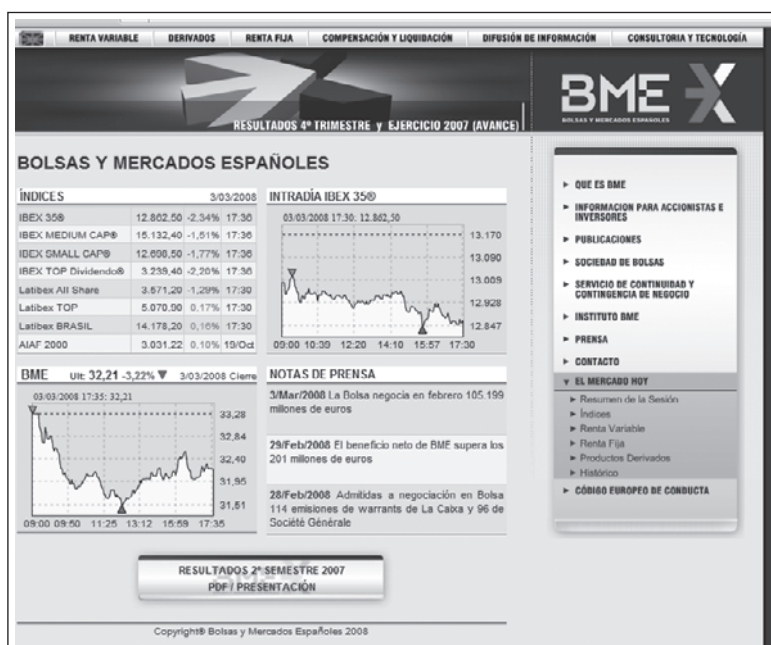 RENTA VARIABLE DERIVADOS RENTA FIJA COMPENSACIÓN Y LIQUIDACIÓN DIFUSIÓN DE INFORMACIÓN CONSULTORIA Y TECNOLOGÍA
RESULTADOS 4º TRIMESTRE y EJERCICIO 2007 (AVANCE)
BME X
BOLSAS Y MERCADOS ESPAÑOLES
BOLSAS Y MERCADOS ESPAÑOLES
ÍNDICES 3/03/2008
IBEX 35® 12.862,50 -2,34% 17:36
IBEX MEDIUM CAP® 15.132,40 -1,51% 17:36
IBEX SMALL CAP® 12.698,50 -1,77% 17:36
IBEX TOP Dividendo® 3.239,40 -2,20% 17:36
Latibex All Share 3.571,20 -1,29% 17:30
Latibex TOP 5.070,90 0,17% 17:30
Latibex BRASIL 14.178,20 0,16% 17:30
AIAF 2000 3.031,22 0,10% 19/Oct
INTRADÍA IBEX 35®
03/03/2008 17:30: 12.862,50
13.170
13.090
13.009
12.928
12.847
09:00 10:39 12:20 14:10 15:57 17:30
BME Ult: 32,21 -3,22% ▼ 3/03/2008 Cierre
03/03/2008 17:35: 32,21
33,28
32,84
32,40
31,95
31,51
09:00 09:50 11:25 13:12 15:59 17:35
NOTAS DE PRENSA
3/Mar/2008 La Bolsa negocia en febrero 105.199
millones de euros
29/Feb/2008 El beneficio neto de BME supera los
201 millones de euros
28/Feb/2008 Admitidas a negociación en Bolsa
114 emisiones de warrants de La Caixa y 96 de
Société Générale
RESULTADOS 2º SEMESTRE 2007
PDF / PRESENTACIÓN
Copyright® Bolsas y Mercados Españoles 2008
► QUE ES BME
► INFORMACION PARA ACCIONISTAS E
INVERSORES
► PUBLICACIONES
► SOCIEDAD DE BOLSAS
► SERVICIO DE CONTINUIDAD Y
CONTINGENCIA DE NEGOCIO
► INSTITUTO BME
► PRENSA
► CONTACTO
▼ EL MERCADO HOY
► Resumen de la Sesión
► Índices
► Renta Variable
► Renta Fija
► Productos Derivados
► Histórico
► CÓDIGO EUROPEO DE CONDUCTA